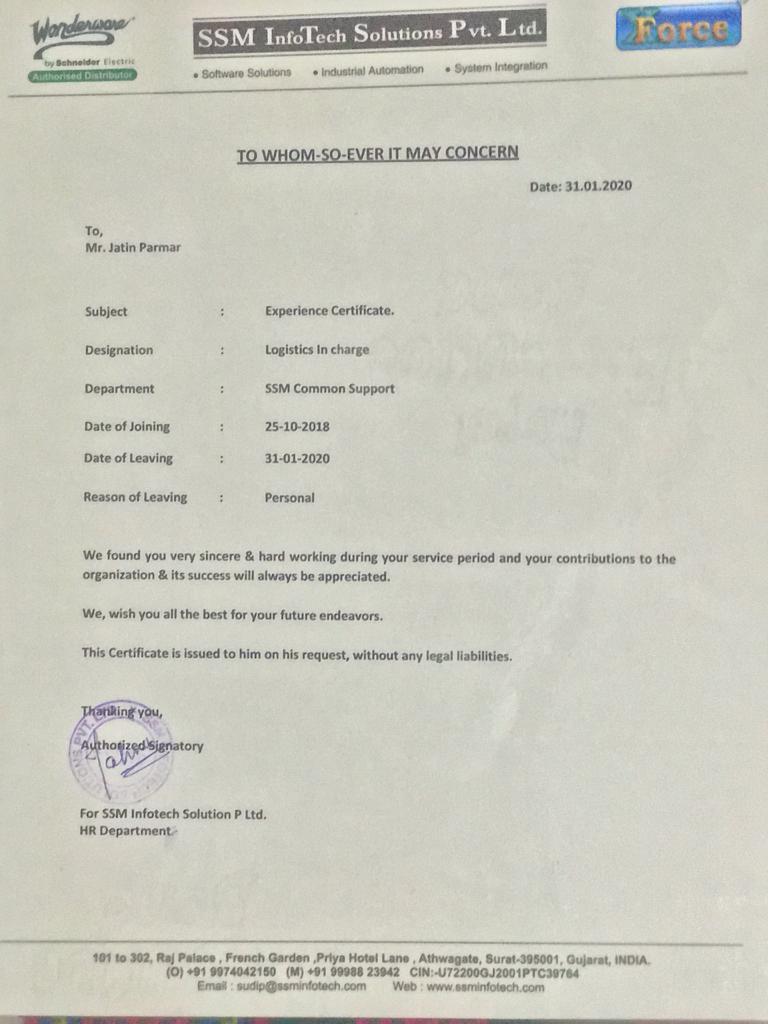 Wonderware
by Schneider Electric
Authorised Distributor
SSM InfoTech Solutions Pvt. Ltd.
• Software Solutions • Industrial Automation • System Integration
Force
TO WHOM-SO-EVER IT MAY CONCERN
Date: 31.01.2020
To,
Mr. Jatin Parmar
Subject : Experience Certificate.
Designation : Logistics In charge
Department : SSM Common Support
Date of Joining : 25-10-2018
Date of Leaving : 31-01-2020
Reason of Leaving : Personal
We found you very sincere & hard working during your service period and your contributions to the
organization & its success will always be appreciated.
We, wish you all the best for your future endeavors.
This Certificate is issued to him on his request, without any legal liabilities.
Thanking you,
Authorized Signatory
For SSM Infotech Solution P Ltd.
HR Department
101 to 302, Raj Palace , French Garden ,Priya Hotel Lane , Athwagate, Surat-395001, Gujarat, INDIA.
(O) +91 9974042150 (M) +91 99988 23942 CIN:-U72200GJ2001PTC39764
Email : sudip@ssminfotech.com Web : www.ssminfotech.com